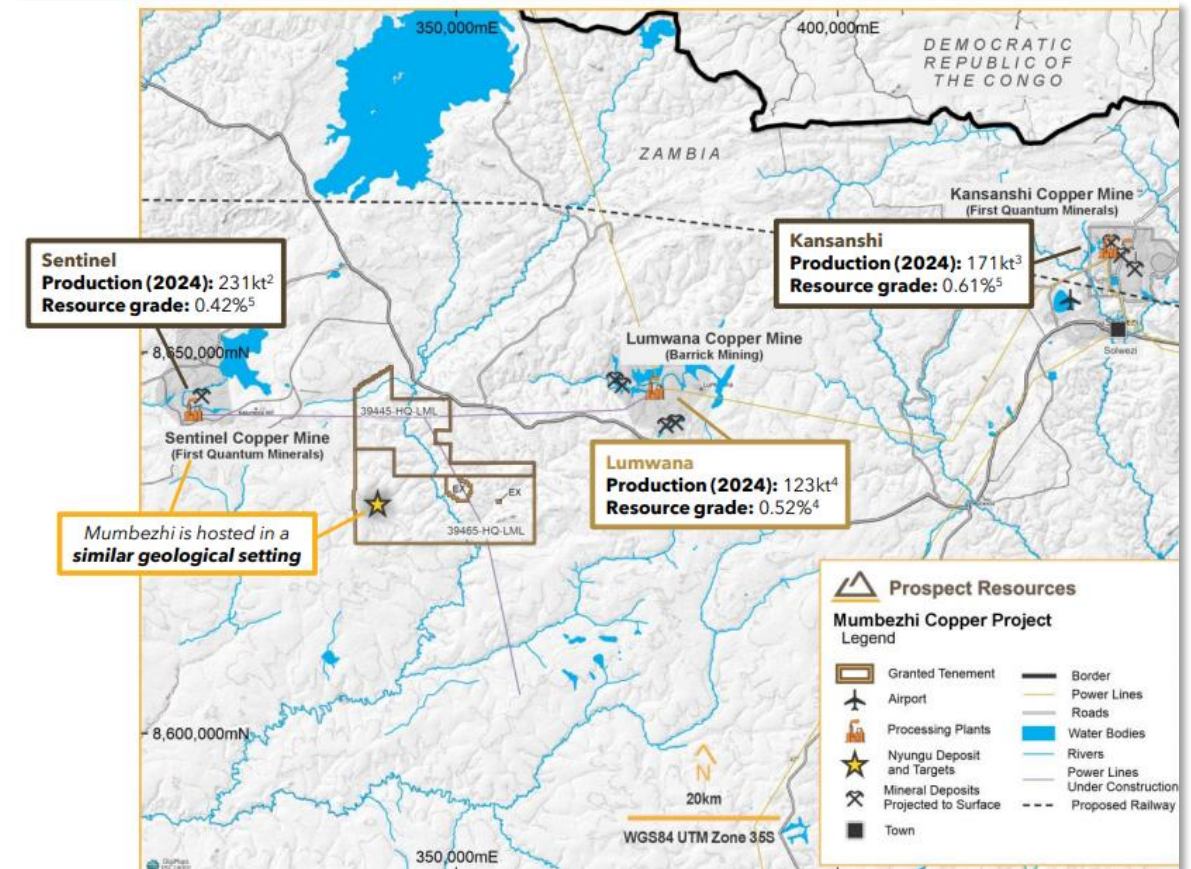 350,000mE
400,000mE
DEMOCRATIC
REPUBLIC OF
THE CONGO
ZAMBIA
Kansanshi Copper Mine
(First Quantum Minerals)
Kansanshi
Production (2024): 171kt³
Resource grade: 0.61%⁵
Sentinel
Production (2024): 231kt²
Resource grade: 0.42%⁵
Solwezi
8,650,000mN
Lumwana Copper Mine
(Barrick Mining)
Lumwana
39445-HQ-LML
Sentinel Copper Mine
(First Quantum Minerals)
Lumwana
Production (2024): 123kt⁴
Resource grade: 0.52%⁴
EX
EX
39465-HQ-LML
Mumbezhi is hosted in a
similar geological setting
Prospect Resources
Mumbezhi Copper Project
Legend
Granted Tenement
Airport
Processing Plants
Nyungu Deposit
and Targets
Mineral Deposits
Projected to Surface
Town
Border
Power Lines
Roads
Water Bodies
Rivers
Power Lines
Under Construction
Proposed Railway
8,600,000mN
N
20km
WGS84 UTM Zone 35S
350,000mE